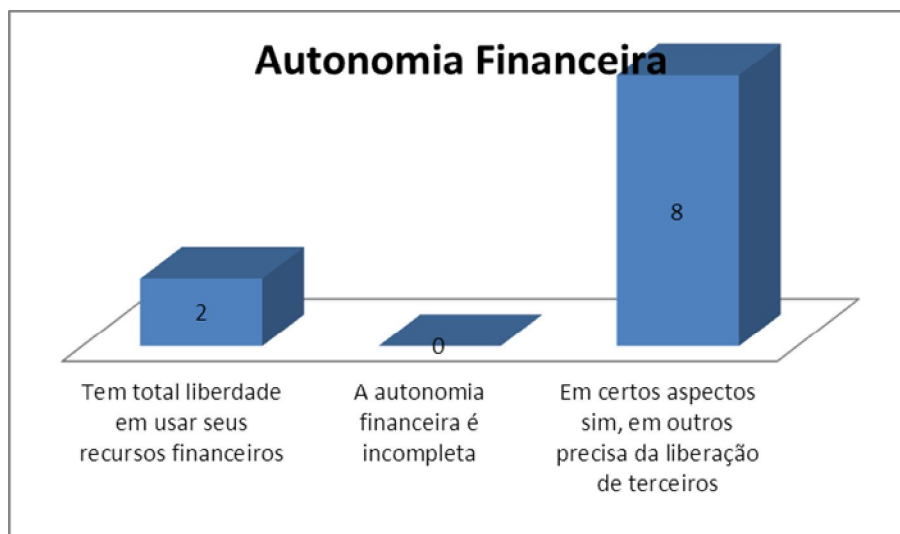 Autonomia Financeira
8
2
0
Tem total liberdade
em usar seus
recursos financeiros
A autonomia
financeira é
incompleta
Em certos aspectos
sim, em outros
precisa da liberação
de terceiros